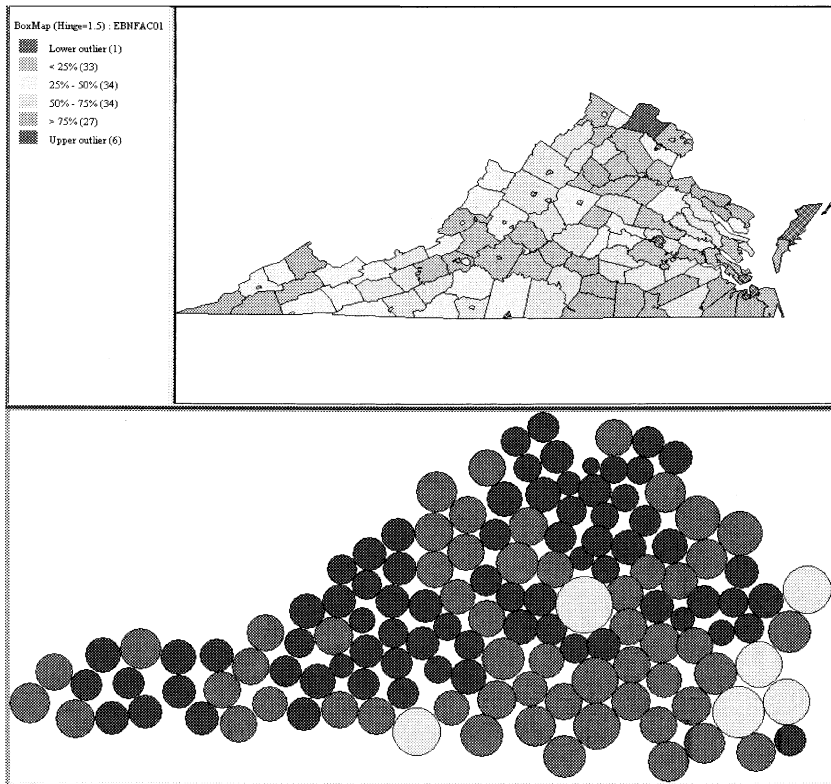 BoxMap (Hinge=1.5) : EBNFAC01
Lower outlier (1)
< 25% (33)
25% - 50% (34)
50% - 75% (34)
> 75% (27)
Upper outlier (6)